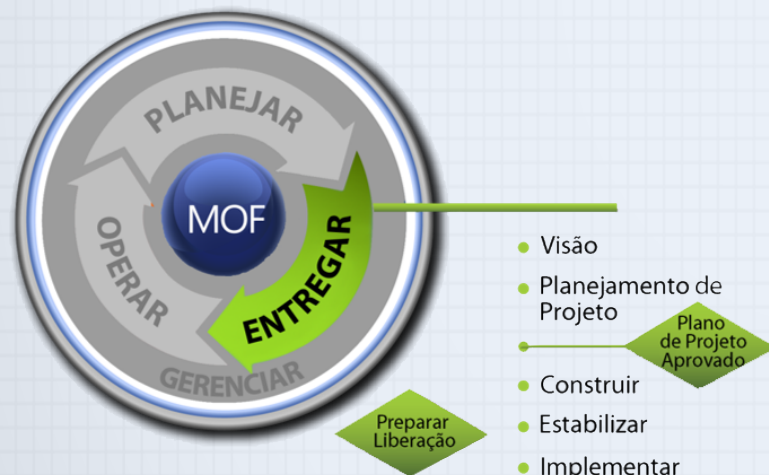 PLANEJAR
MOF
OPERAR
ENTREGAR
GERENCIAR
Visão
Planejamento de
Projeto
Plano
de Projeto
Aprovado
Construir
Preparar
Liberação
Estabilizar
Implementar